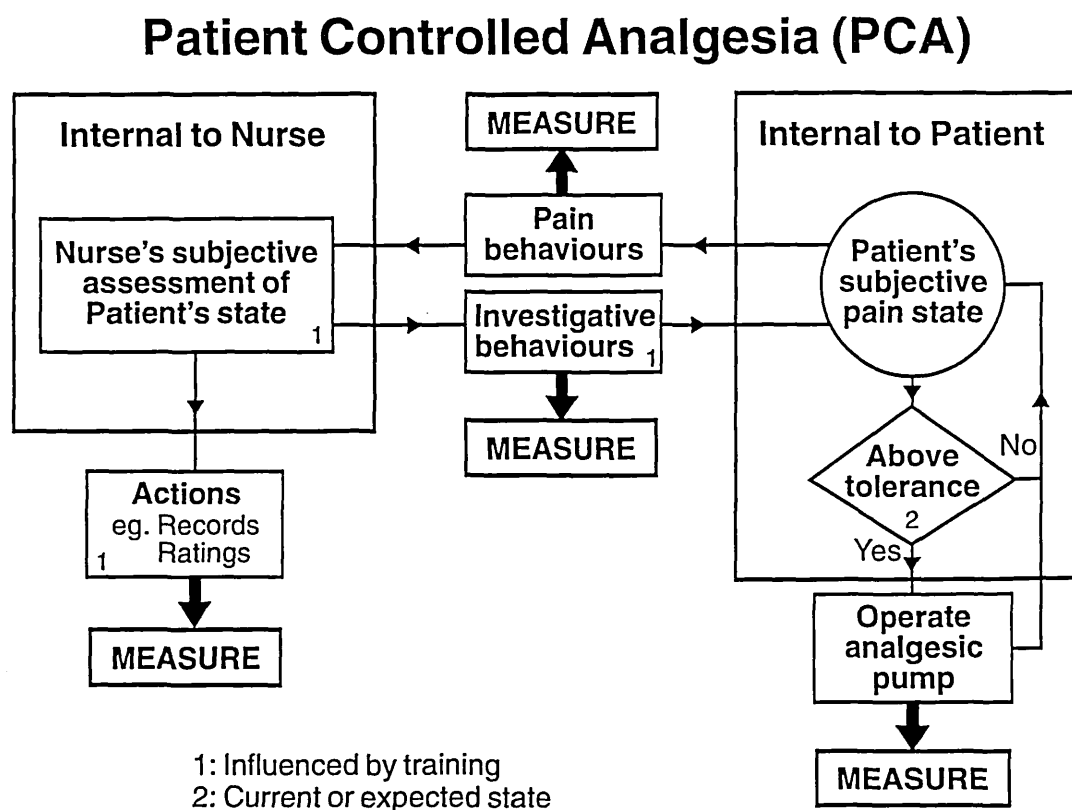 Patient Controlled Analgesia (PCA)
Internal to Nurse
Nurse's subjective
assessment of
Patient's state
1
Actions
eg. Records
Ratings
1
MEASURE
MEASURE
Pain
behaviours
Investigative
behaviours 1
MEASURE
Internal to Patient
Patient's
subjective
pain state
Above
tolerance
2
No
Yes
Operate
analgesic
pump
MEASURE
1: Influenced by training
2: Current or expected state